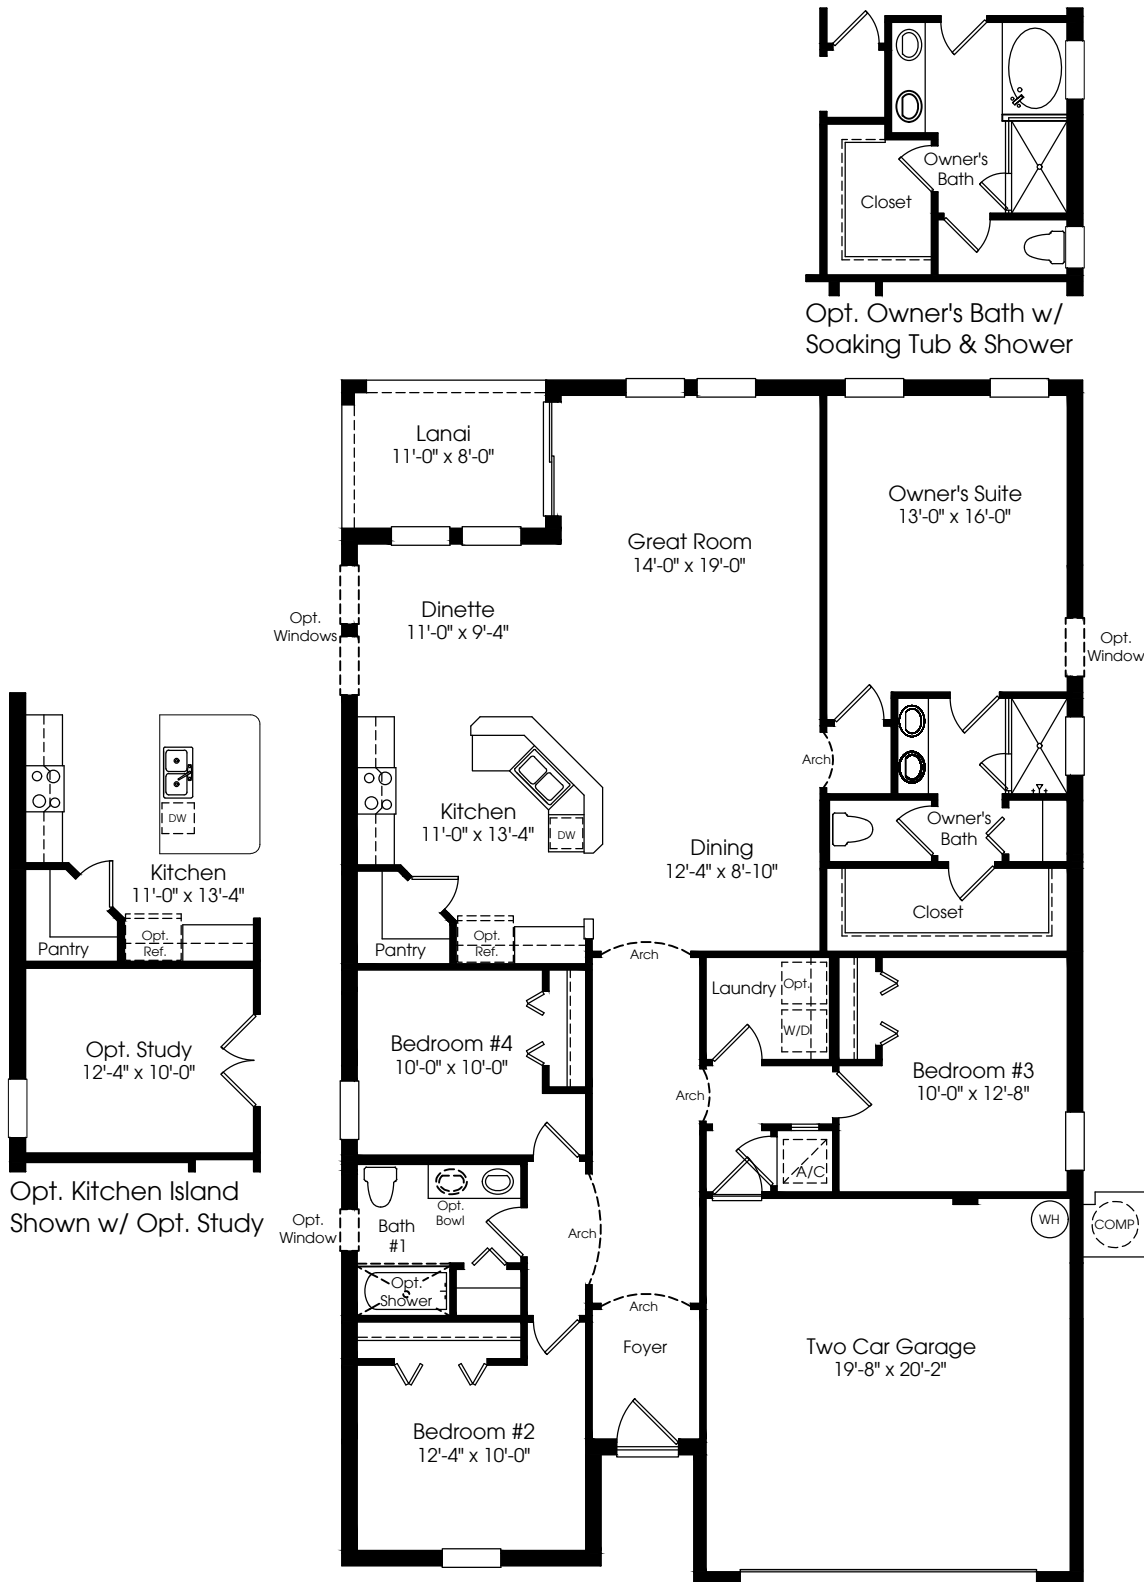 Owner's
Bath
Closet
Opt. Owner's Bath w/
Soaking Tub & Shower
Lanai
11'-0" x 8'-0"
Owner's Suite
13'-0" x 16'-0"
Great Room
14'-0" x 19'-0"
Dinette
11'-0" x 9'-4"
Opt.
Windows
Opt.
Window
Arch
DW
Kitchen
11'-0" x 13'-4"
DW
Kitchen
11'-0" x 13'-4"
Dining
12'-4" x 8'-10"
Owner's
Bath
Closet
Pantry
Opt.
Ref.
Pantry
Opt.
Ref.
Arch
Laundry
Opt.
W/D
Opt. Study
12'-4" x 10'-0"
Bedroom #4
10'-0" x 10'-0"
Arch
Bedroom #3
10'-0" x 12'-8"
A/C
Opt. Kitchen Island
Shown w/ Opt. Study
Opt.
Window
Bath
#1
Opt.
Bowl
Arch
WH
COMP
Opt.
Shower
Arch
Foyer
Two Car Garage
19'-8" x 20'-2"
Bedroom #2
12'-4" x 10'-0"